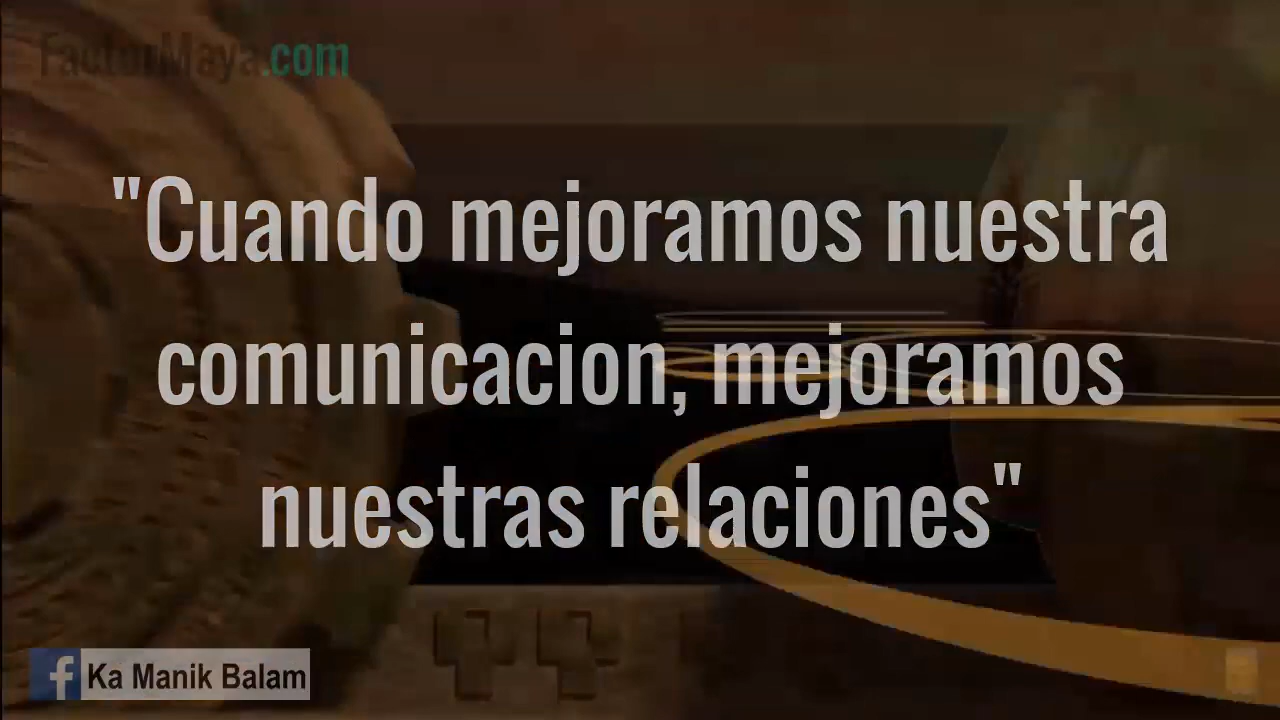 FactorMaya.com
"Cuando mejoramos nuestra
comunicacion, mejoramos
nuestras relaciones"
f Ka Manik Balam